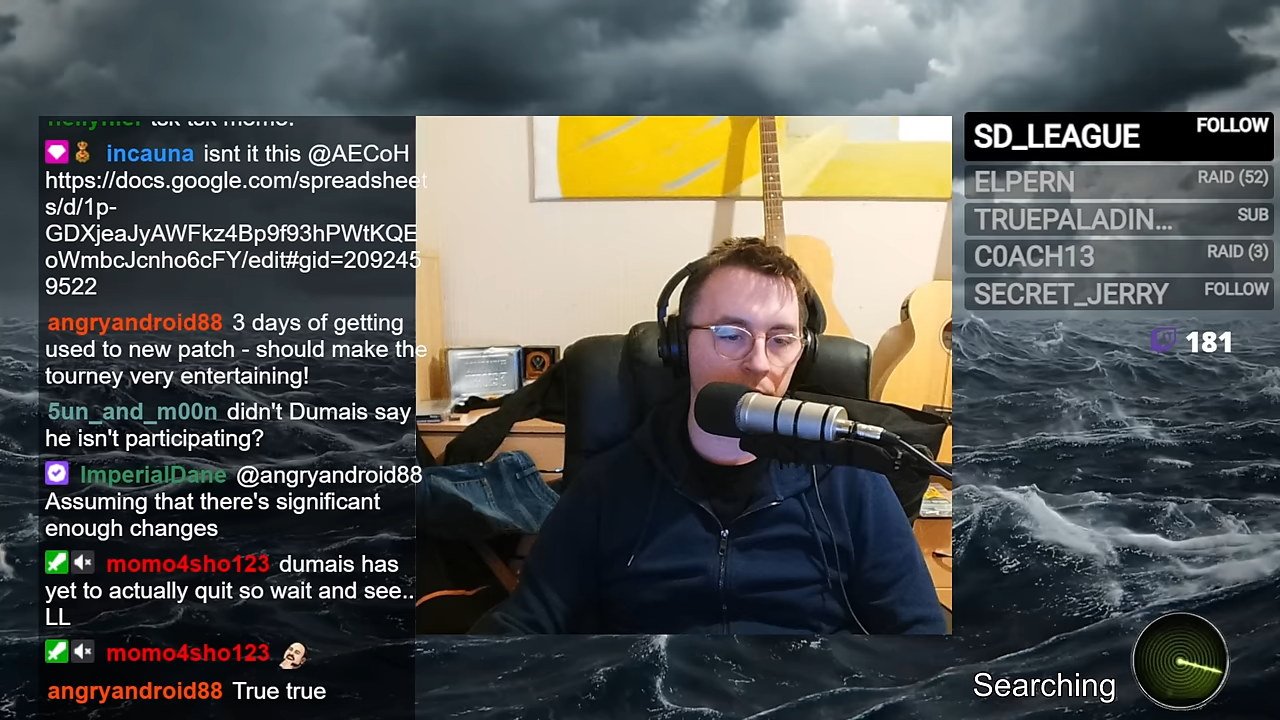 incauna isnt it this @AECoH
https://docs.google.com/spreadsheet
s/d/1p-
GDXjeaJyAWFkz4Bp9f93hPWtKQE
oWmbcJcnho6cFY/edit#gid=209245
9522
angryandroid88 3 days of getting
used to new patch - should make the
tourney very entertaining!
5un_and_m00n didn't Dumais say
he isn't participating?
ImperialDane @angryandroid88
Assuming that there's significant
enough changes
momo4sho123 dumais has
yet to actually quit so wait and see..
LL
momo4sho123
angryandroid88 True true
SD_LEAGUE FOLLOW
ELPERN RAID (52)
TRUEPALADIN... SUB
C0ACH13 RAID (3)
SECRET_JERRY FOLLOW
181
Searching